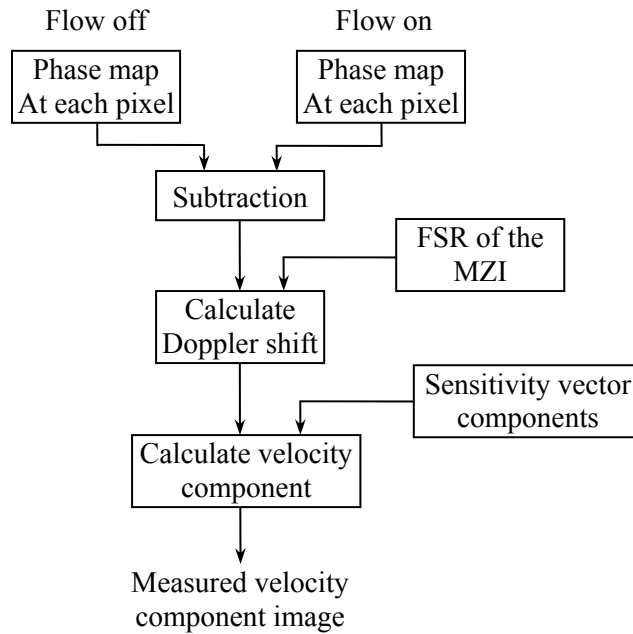 Flow off
Flow on
Phase map
At each pixel
Phase map
At each pixel
Subtraction
FSR of the
MZI
Calculate
Doppler shift
Sensitivity vector
components
Calculate velocity
component
Measured velocity
component image